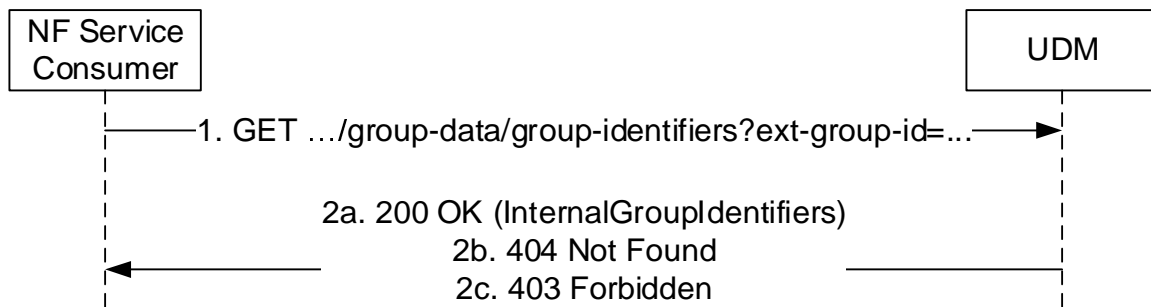 NF Service
Consumer
UDM
1. GET …/group-data/group-identifiers?ext-group-id=...
2a. 200 OK (InternalGroupIdentifiers)
2b. 404 Not Found
2c. 403 Forbidden